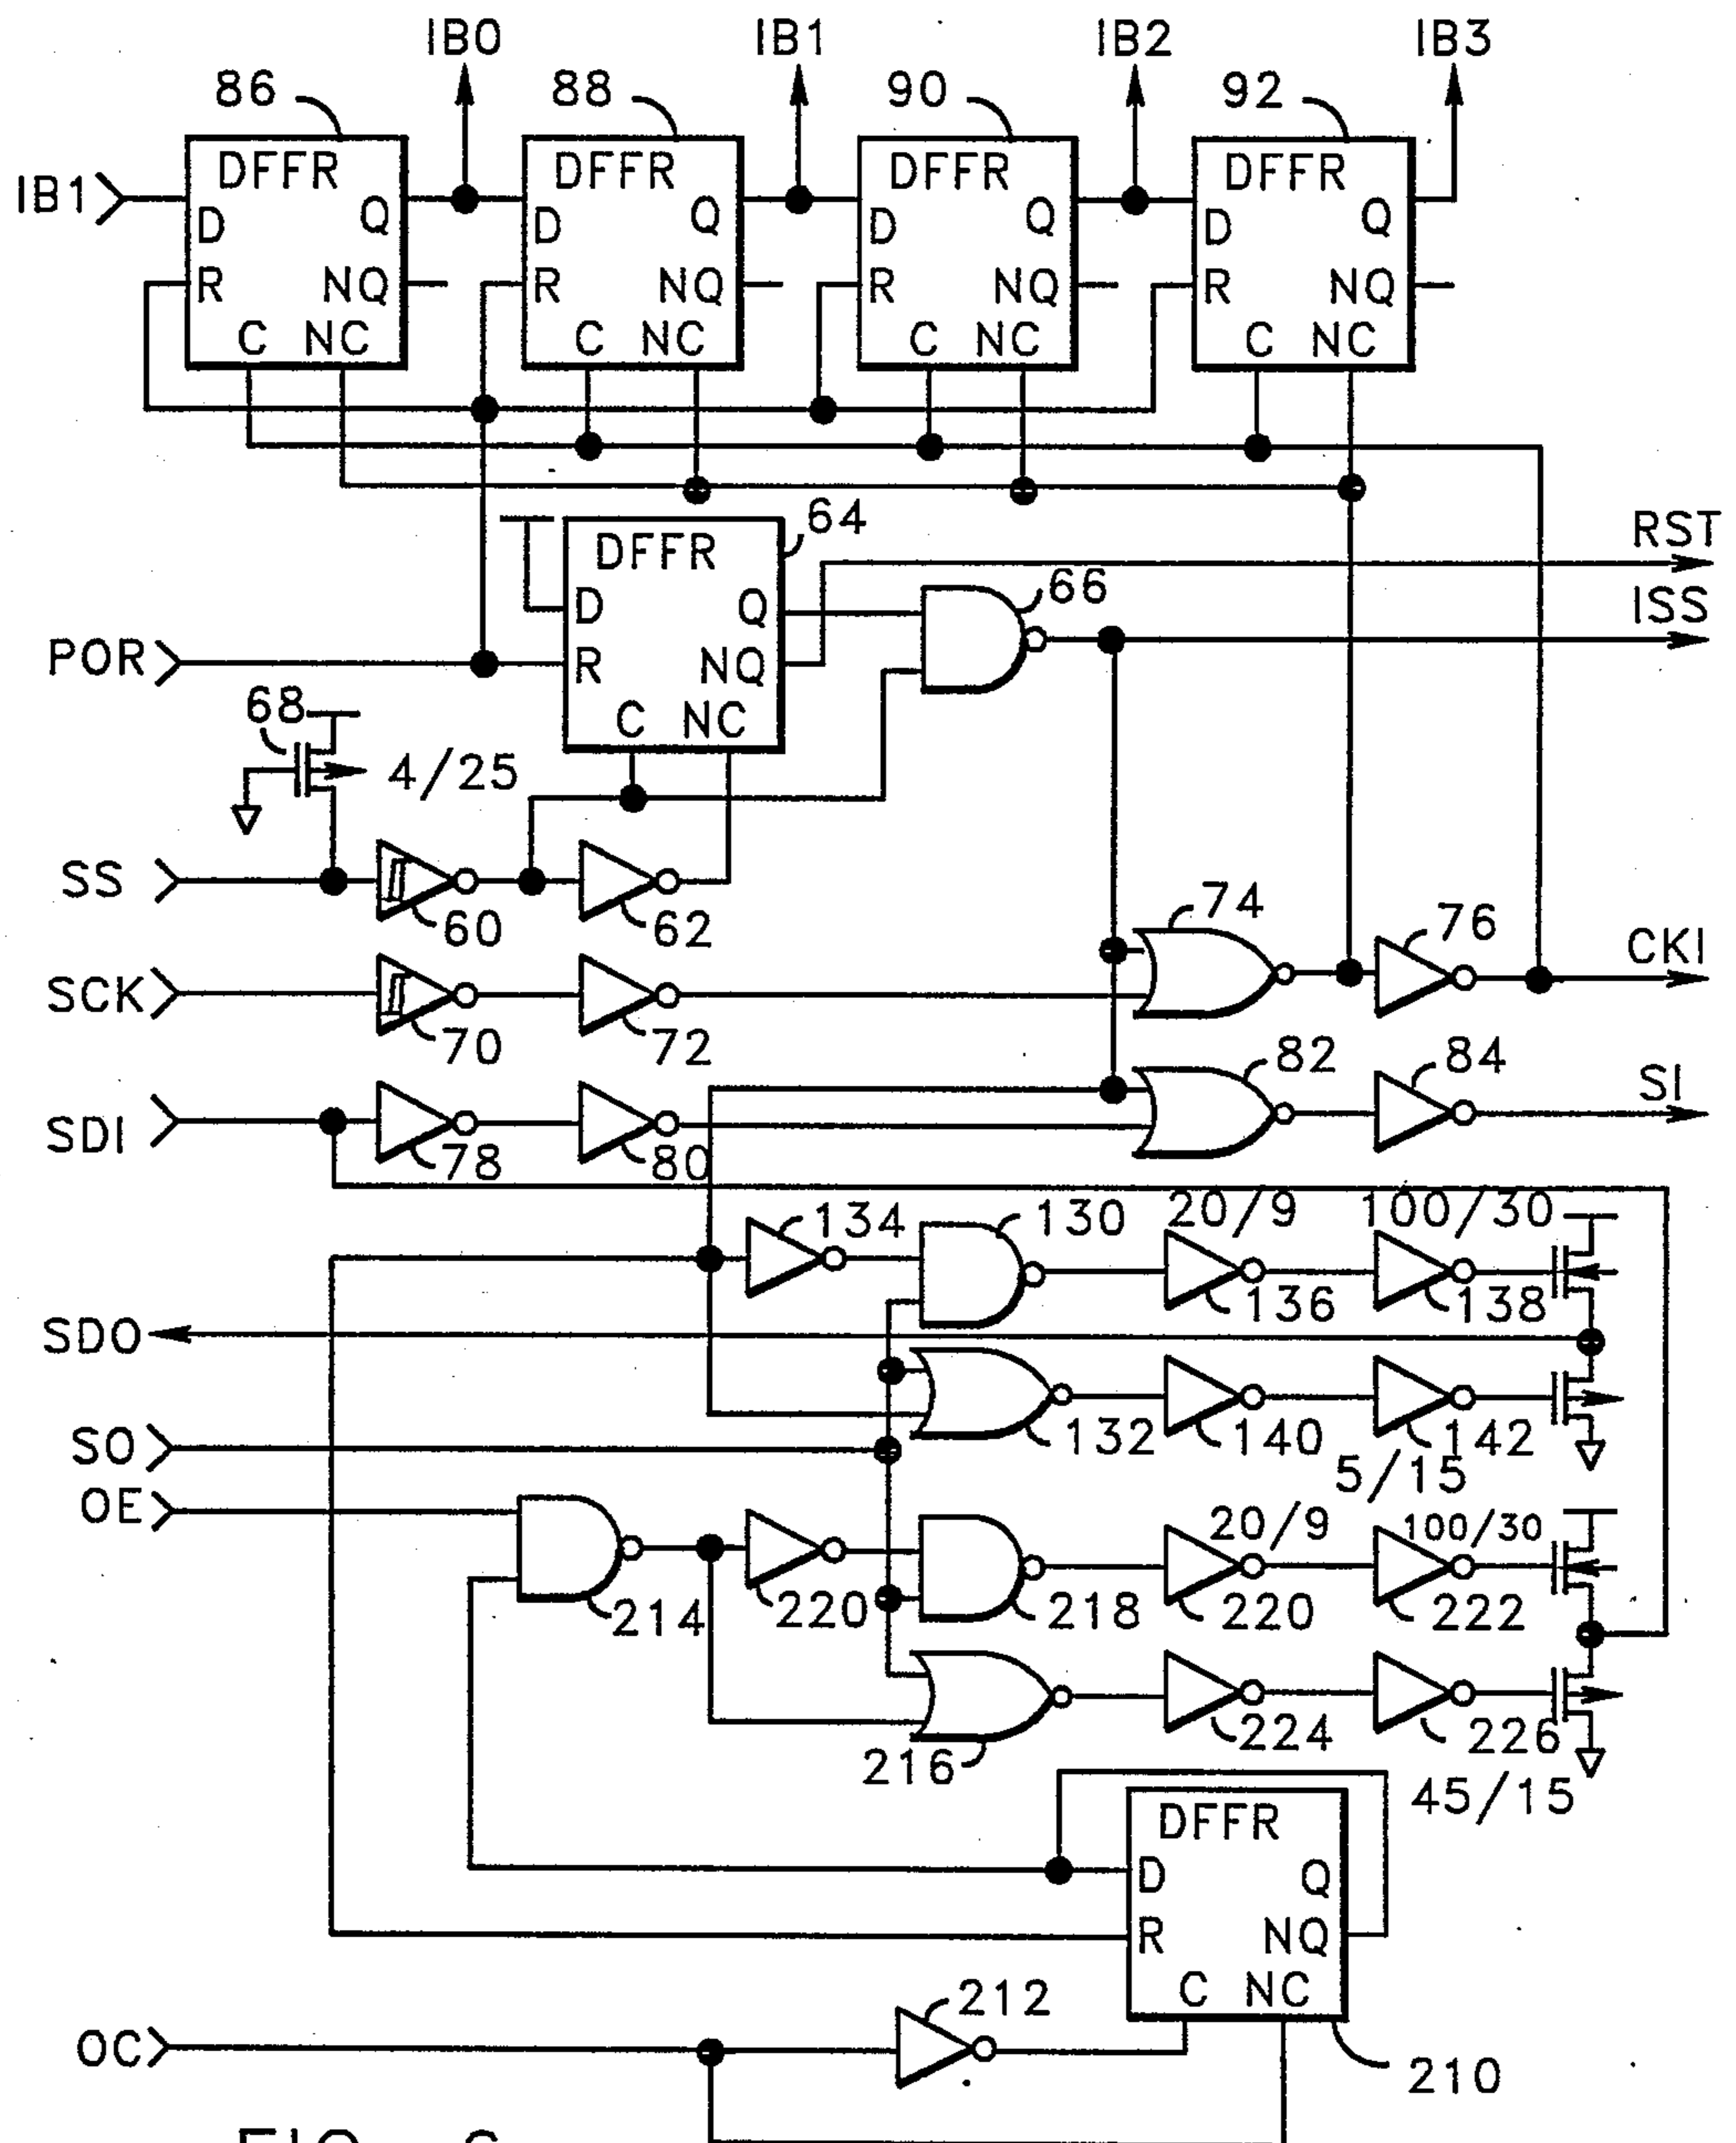 IB0 IB1 IB2 IB3
86 88 90 92
DFFR DFFR DFFR DFFR
IB1
D Q D Q D Q D Q
R NQ R NQ R NQ R NQ
C NC C NC C NC C NC
64
RST
DFFR
66
ISS
D Q
POR
R NQ
68
C NC
4/25
SS
60 62
74 76
CKI
SCK
70 72
82 84
SI
SDI
78 80
134 130 20/9 100/30
136 138
SDO
132 140 142
SO
5/15
OE
20/9 100/30
214 220 218 220 222
216 224 226
45/15
DFFR
D Q
R NQ
C NC
212
OC
210